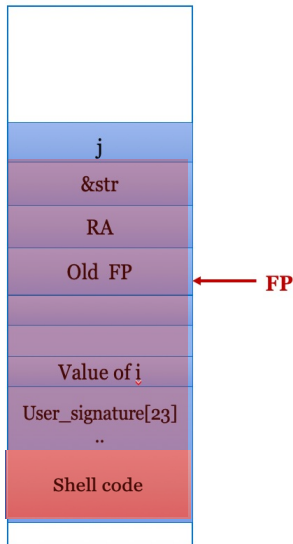 j
&str
RA
Old FP
FP
Value of i
User_signature[23]
..
Shell code